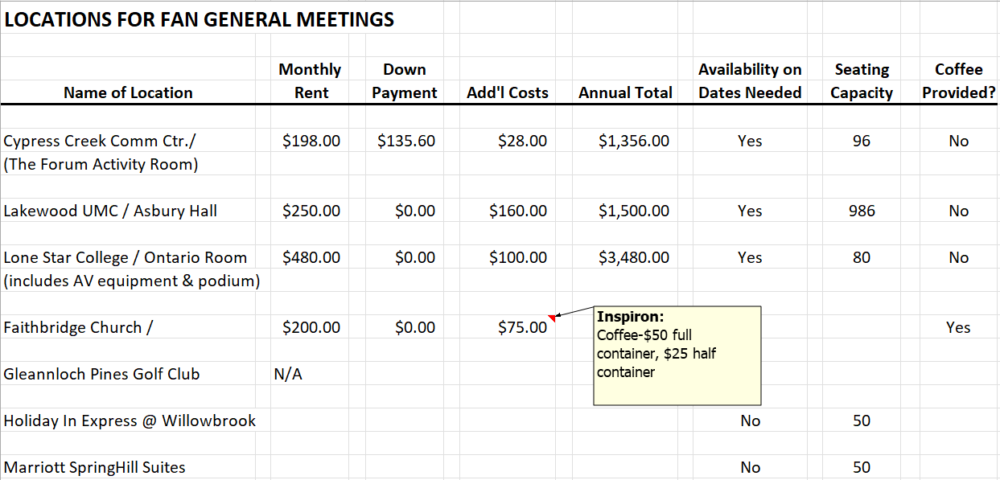 LOCATIONS FOR FAN GENERAL MEETINGS
Monthly Down Availability on Seating Coffee
Name of Location Rent Payment Add'l Costs Annual Total Dates Needed Capacity Provided?
Cypress Creek Comm Ctr./ $198.00 $135.60 $28.00 $1,356.00 Yes 96 No
(The Forum Activity Room)
Lakewood UMC / Asbury Hall $250.00 $0.00 $160.00 $1,500.00 Yes 986 No
Lone Star College / Ontario Room $480.00 $0.00 $100.00 $3,480.00 Yes 80 No
(includes AV equipment & podium)
Faithbridge Church / $200.00 $0.00 $75.00 Yes
Inspiron:
Coffee-$50 full
container, $25 half
container
Gleannloch Pines Golf Club N/A
Holiday In Express @ Willowbrook No 50
Marriott SpringHill Suites No 50